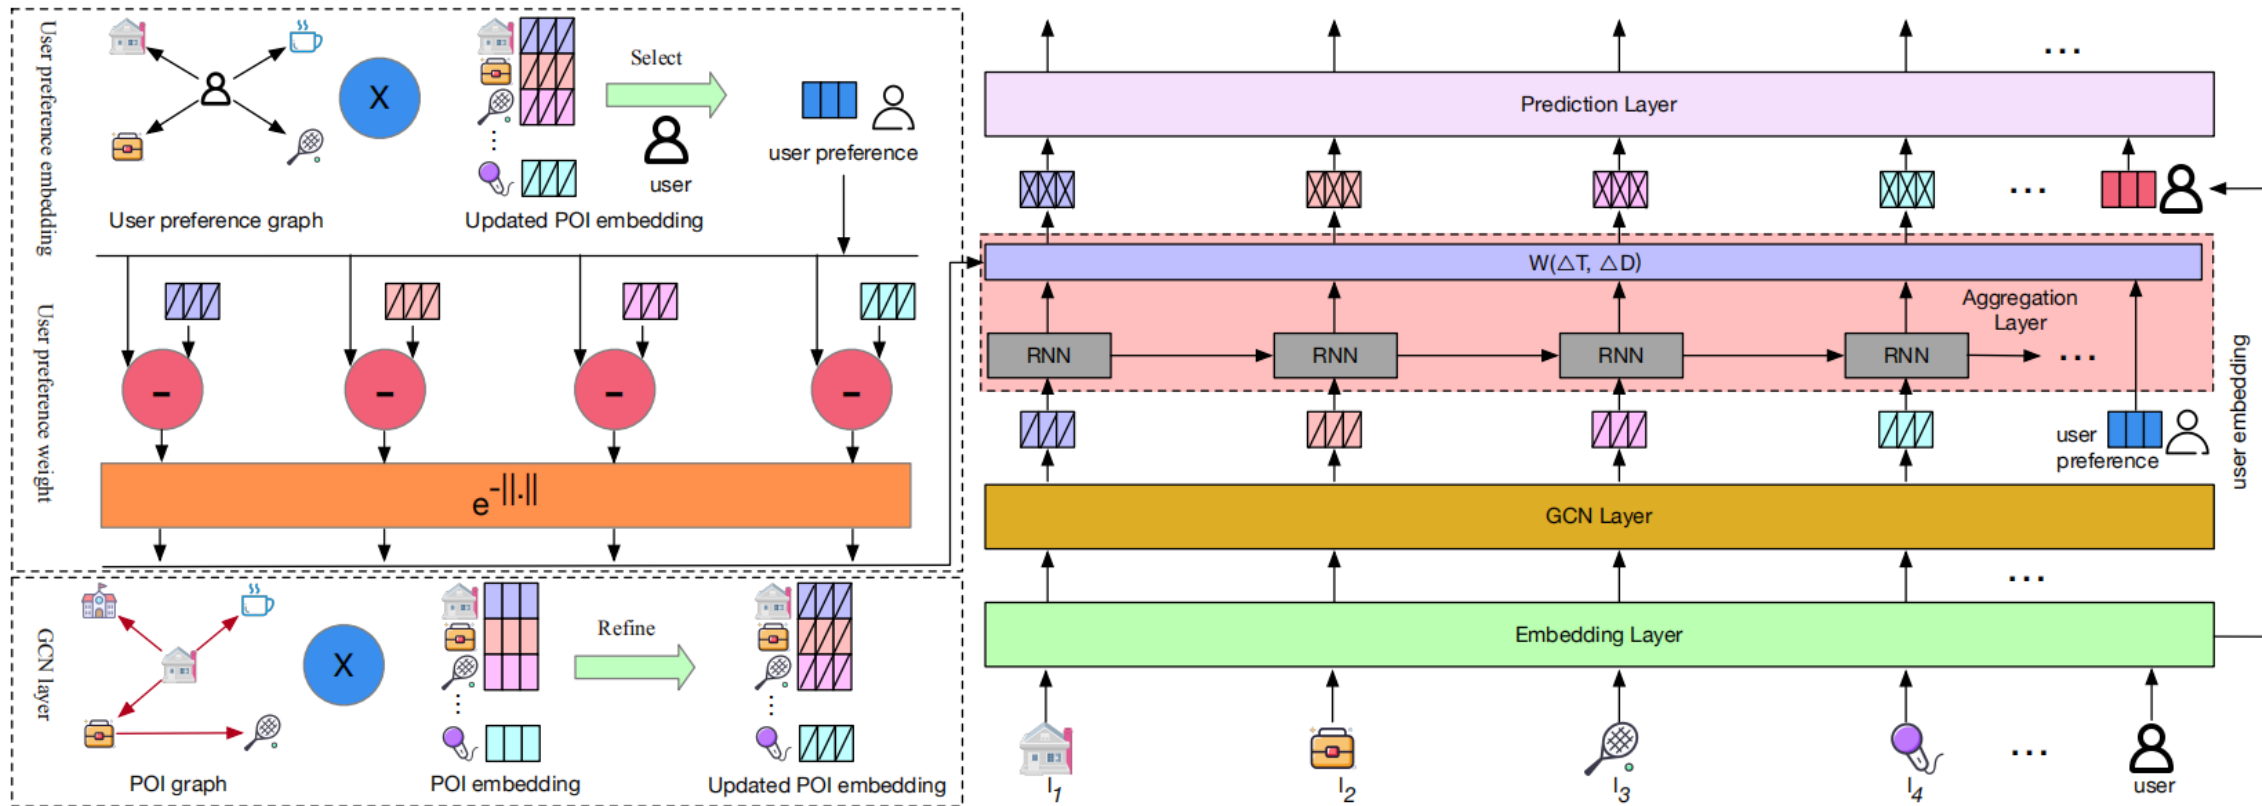 User preference embedding
X
Select
user
user preference
User preference graph
Updated POI embedding
User preference weight
- - - -
e^-||.||
GCN layer
X
Refine
POI graph
POI embedding
Updated POI embedding
...
Prediction Layer
...
W(△T, △D)
Aggregation
Layer
RNN RNN RNN RNN ...
user
preference
user embedding
GCN Layer
...
Embedding Layer
...
l1 l2 l3 l4 user